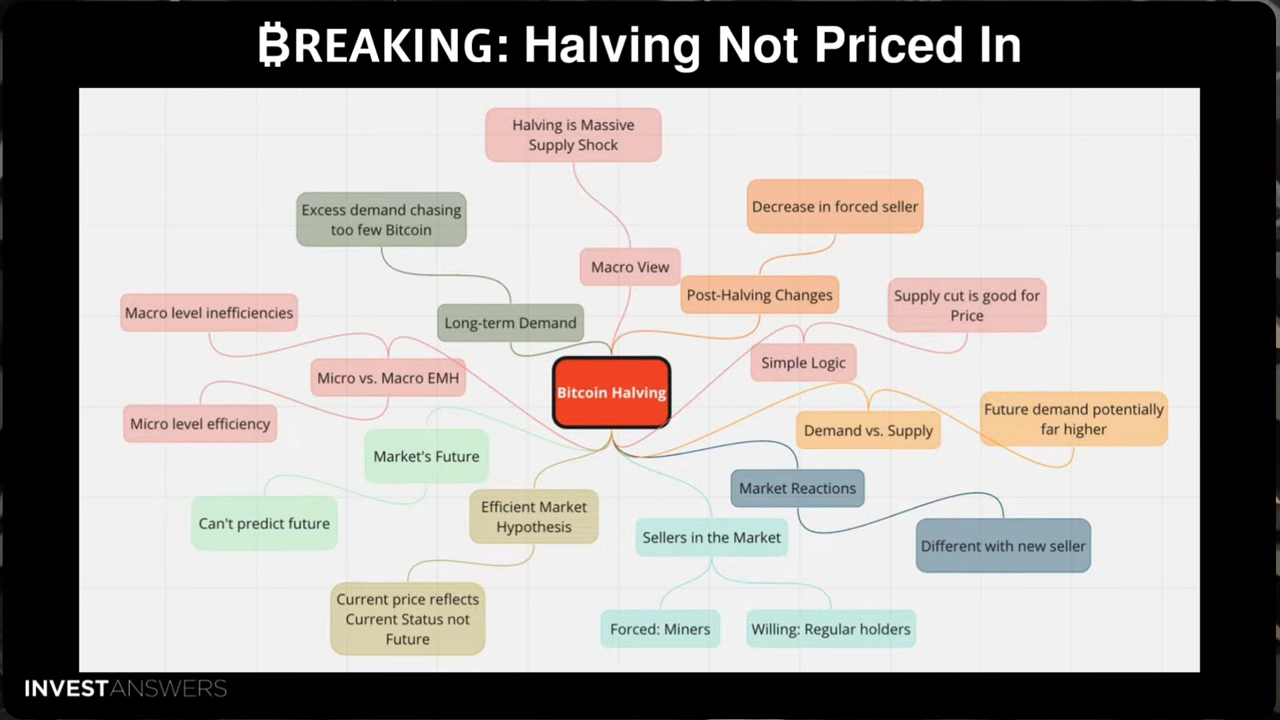 ₿REAKING: Halving Not Priced In
Halving is Massive
Supply Shock
Excess demand chasing
too few Bitcoin
Decrease in forced seller
Macro View
Post-Halving Changes
Macro level inefficiencies
Long-term Demand
Supply cut is good for
Price
Simple Logic
Micro vs. Macro EMH
Bitcoin Halving
Micro level efficiency
Future demand potentially
far higher
Demand vs. Supply
Market's Future
Market Reactions
Can't predict future
Efficient Market
Hypothesis
Sellers in the Market
Different with new seller
Current price reflects
Current Status not
Future
Forced: Miners
Willing: Regular holders
INVESTANSWERS